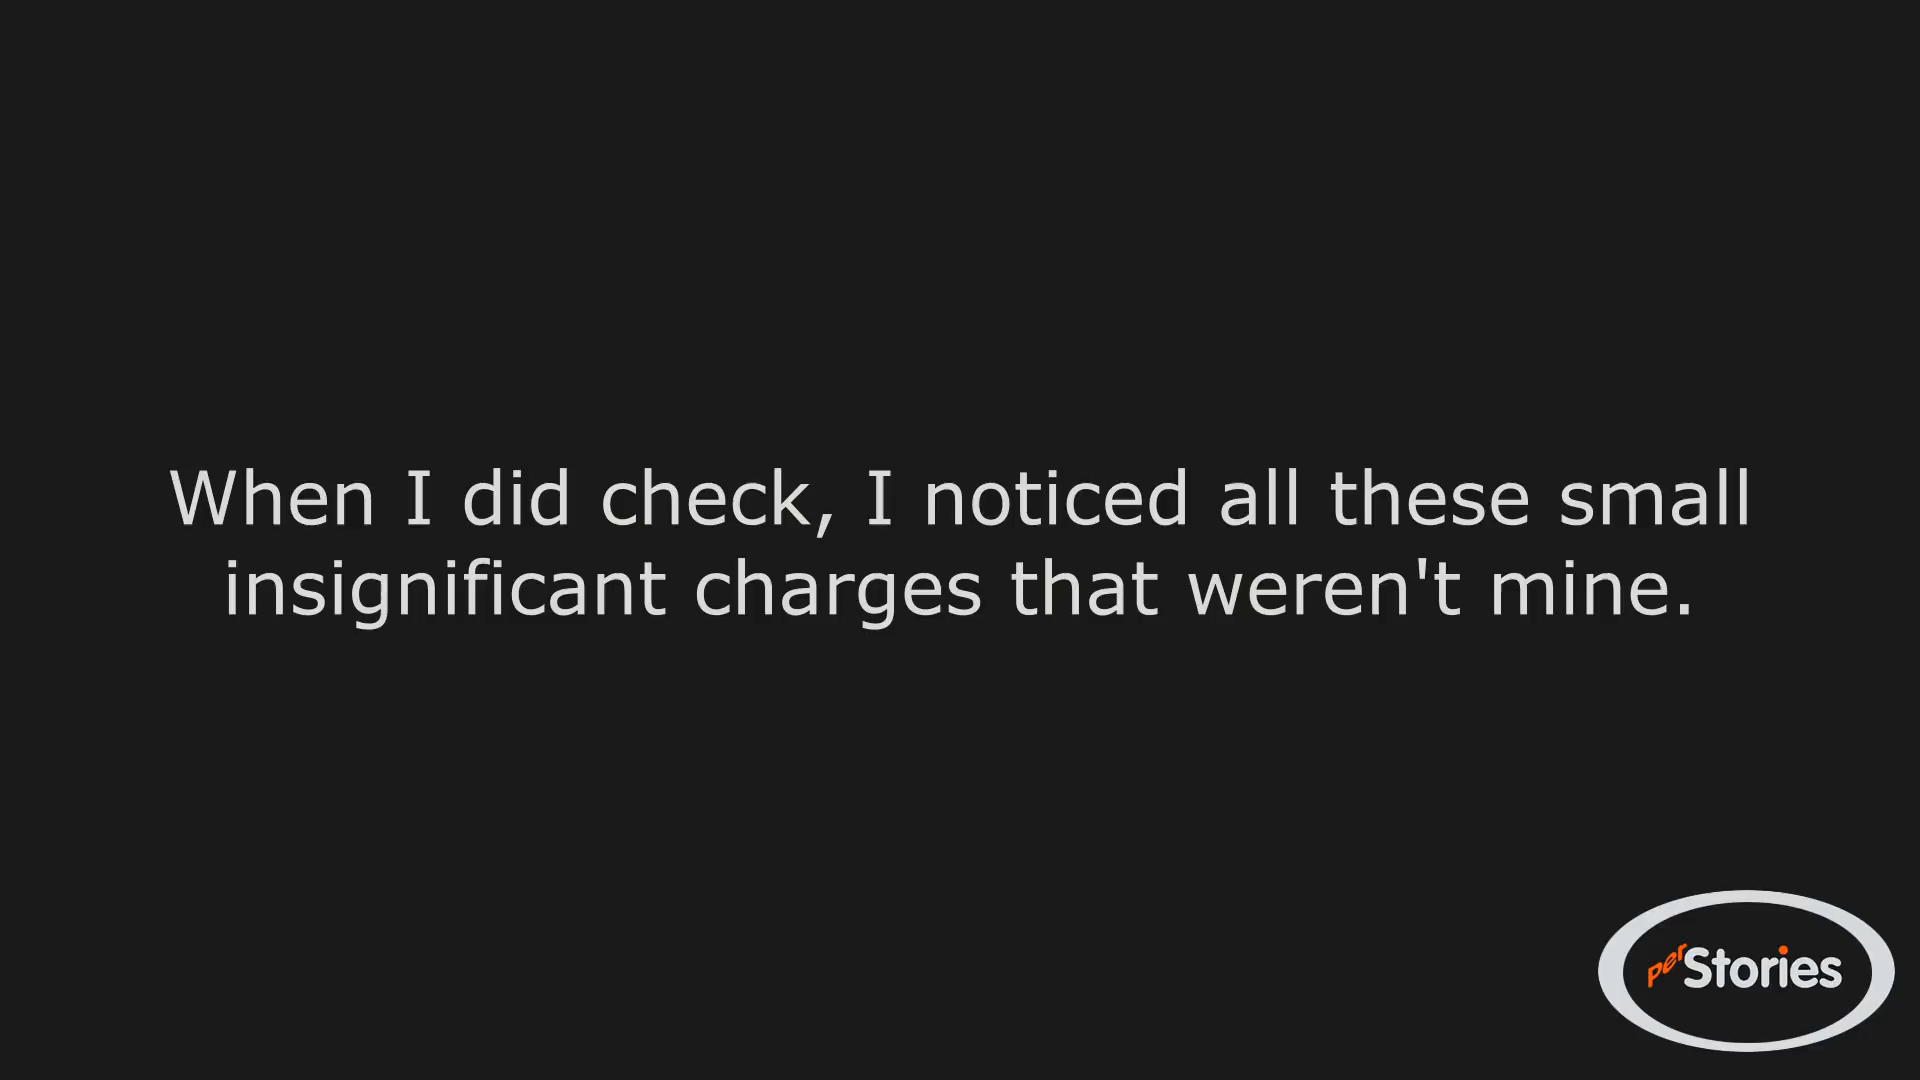 When I did check, I noticed all these small
insignificant charges that weren't mine.
perStories